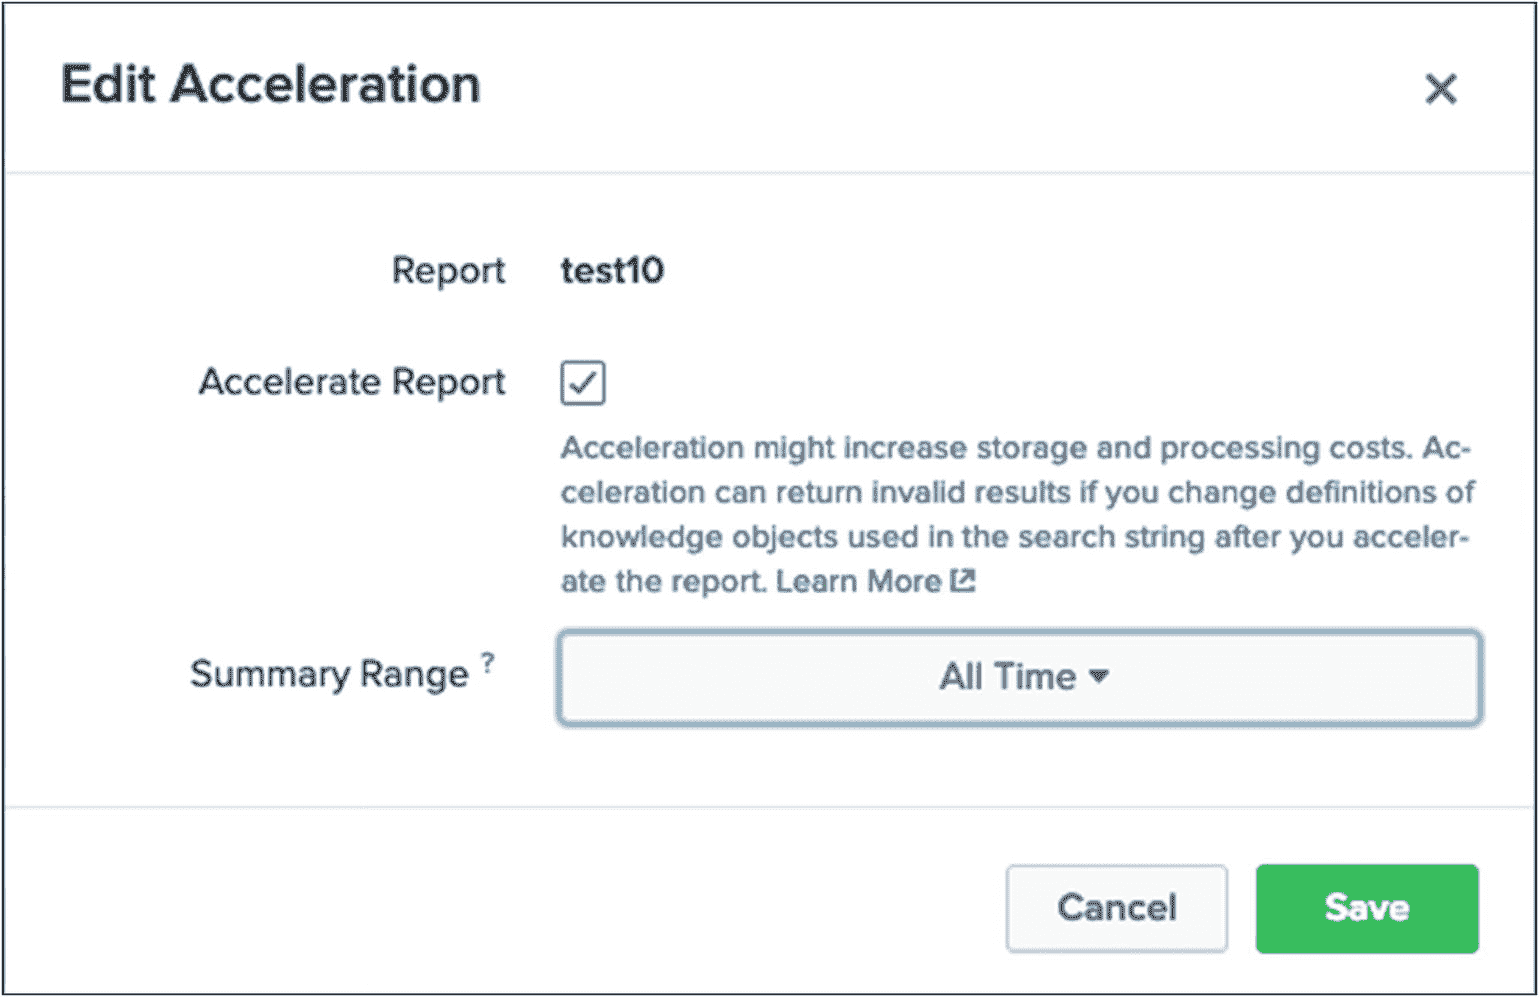 Edit Acceleration
Report test10
Accelerate Report
Acceleration might increase storage and processing costs. Ac-
celeration can return invalid results if you change definitions of
knowledge objects used in the search string after you acceler-
ate the report. Learn More
Summary Range ? All Time
Cancel Save